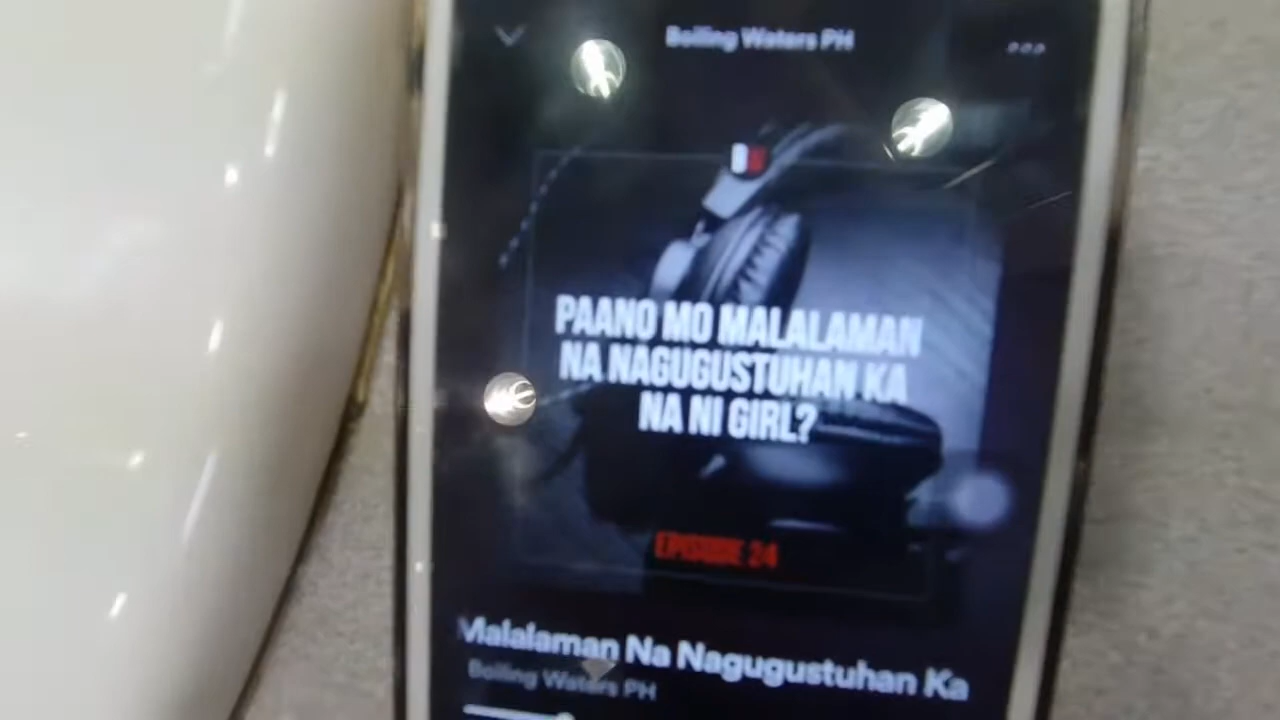 Boiling Waters PH
BW
PAANO MO MALALAMAN
NA NAGUGUSTUHAN KA
NA NI GIRL?
EPISODE 24
Malalaman Na Nagugustuhan Ka
Boiling Waters PH